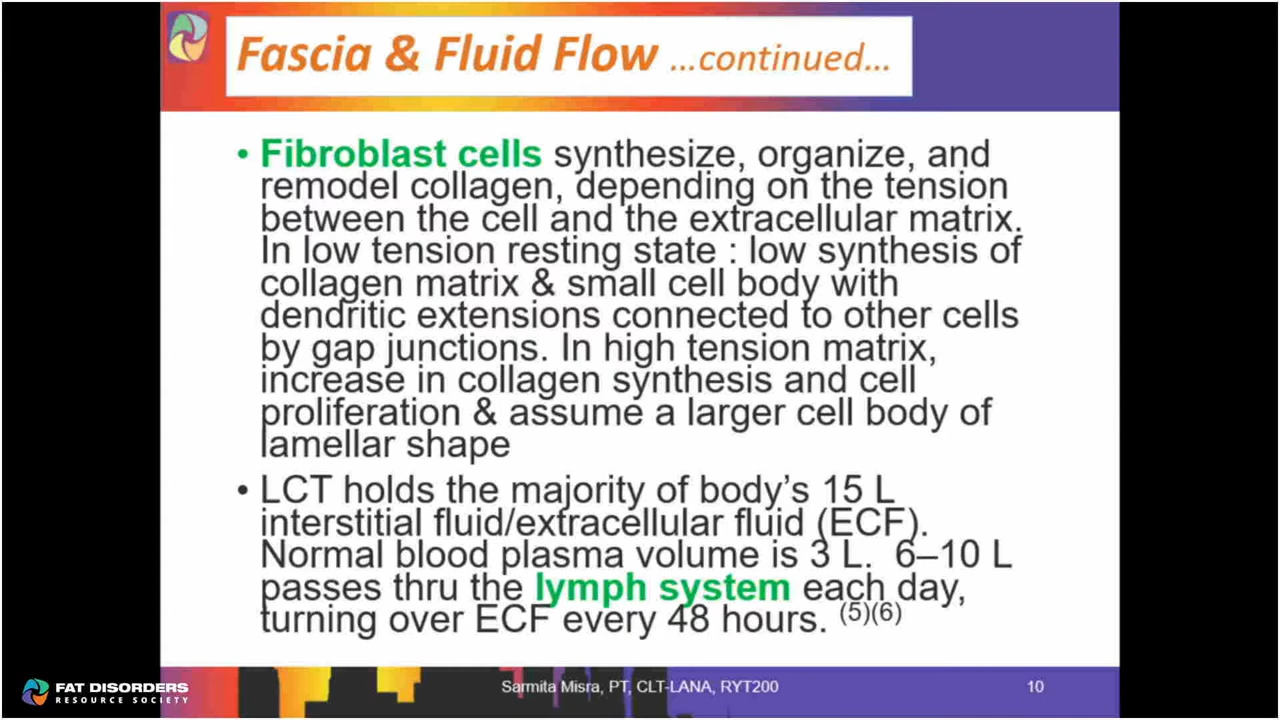 Fascia & Fluid Flow ...continued...
• Fibroblast cells synthesize, organize, and
remodel collagen, depending on the tension
between the cell and the extracellular matrix.
In low tension resting state : low synthesis of
collagen matrix & small cell body with
dendritic extensions connected to other cells
by gap junctions. In high tension matrix,
increase in collagen synthesis and cell
proliferation & assume a larger cell body of
lamellar shape
• LCT holds the majority of body's 15 L
interstitial fluid/extracellular fluid (ECF).
Normal blood plasma volume is 3 L. 6–10 L
passes thru the lymph system each day,
turning over ECF every 48 hours. (5)(6)
FAT DISORDERS
RESOURCE SOCIETY
Sarmita Misra, PT, CLT-LANA, RYT200
10